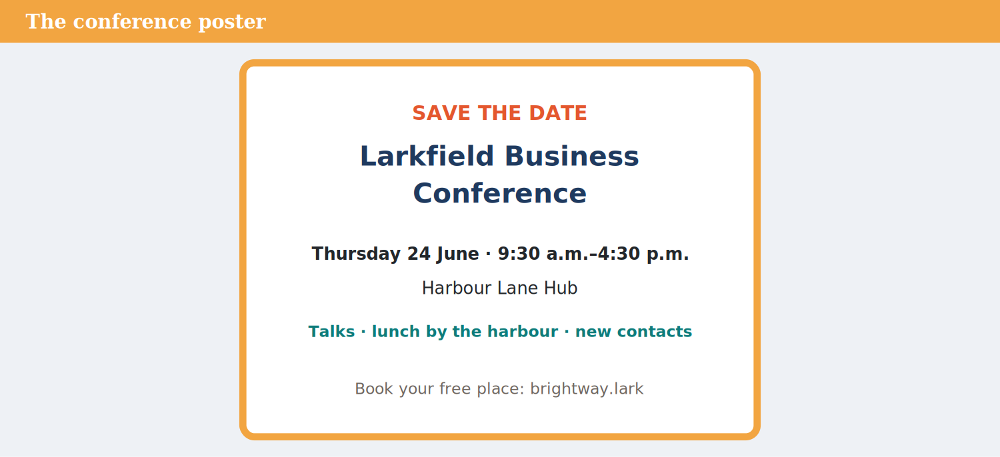 The conference poster
SAVE THE DATE
Larkfield Business
Conference
Thursday 24 June · 9:30 a.m.–4:30 p.m.
Harbour Lane Hub
Talks · lunch by the harbour · new contacts
Book your free place: brightway.lark